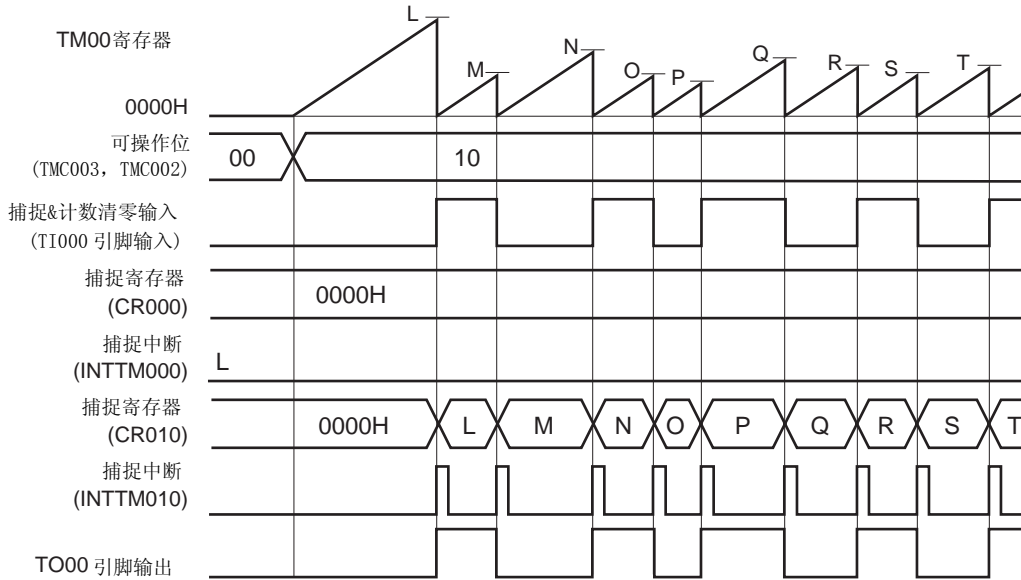 TM00寄存器
L
M
N
O
P
Q
R
S
T
0000H
可操作位
(TMC003，TMC002)
00
10
捕捉&计数清零输入
(TI000 引脚输入)
捕捉寄存器
(CR000)
0000H
捕捉中断
(INTTM000)
L
捕捉寄存器
(CR010)
0000H
L
M
N
O
P
Q
R
S
T
捕捉中断
(INTTM010)
TO00 引脚输出